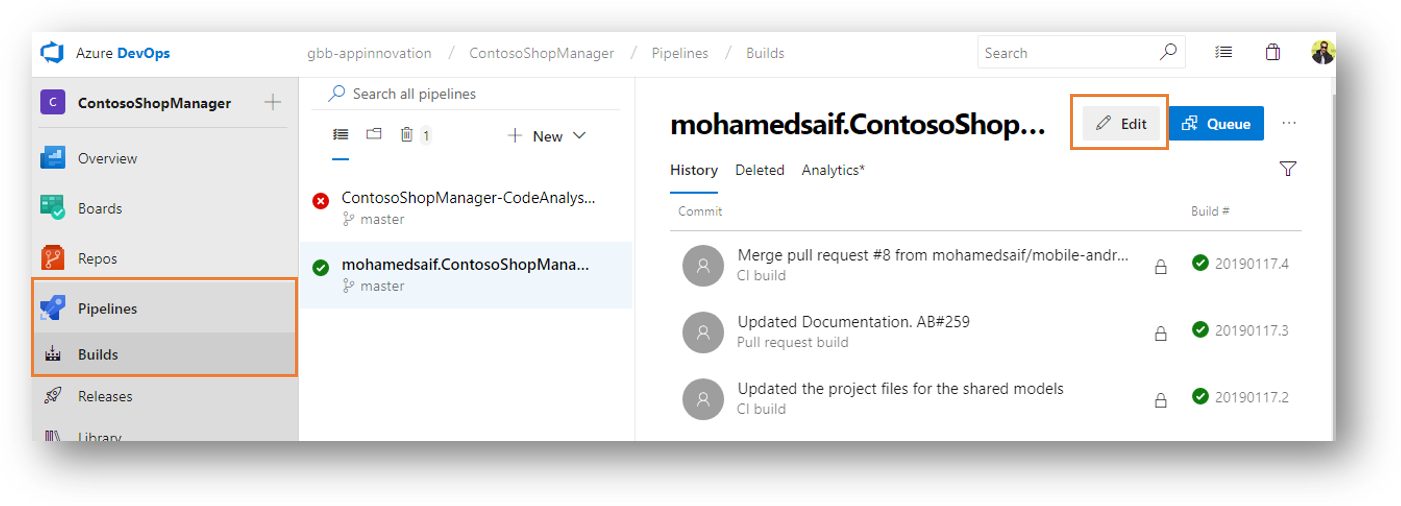 Azure DevOps
gbb-appinnovation / ContosoShopManager / Pipelines / Builds
Search
C
ContosoShopManager
Overview
Boards
Repos
Pipelines
Builds
Releases
Library
Search all pipelines
1
New
ContosoShopManager-CodeAnalys...
master
mohamedsaif.ContosoShopMana...
master
mohamedsaif.ContosoShop...
Edit
Queue
...
History Deleted Analytics*
Commit Build #
Merge pull request #8 from mohamedsaif/mobile-andr... 20190117.4
CI build
Updated Documentation. AB#259 20190117.3
Pull request build
Updated the project files for the shared models 20190117.2
CI build